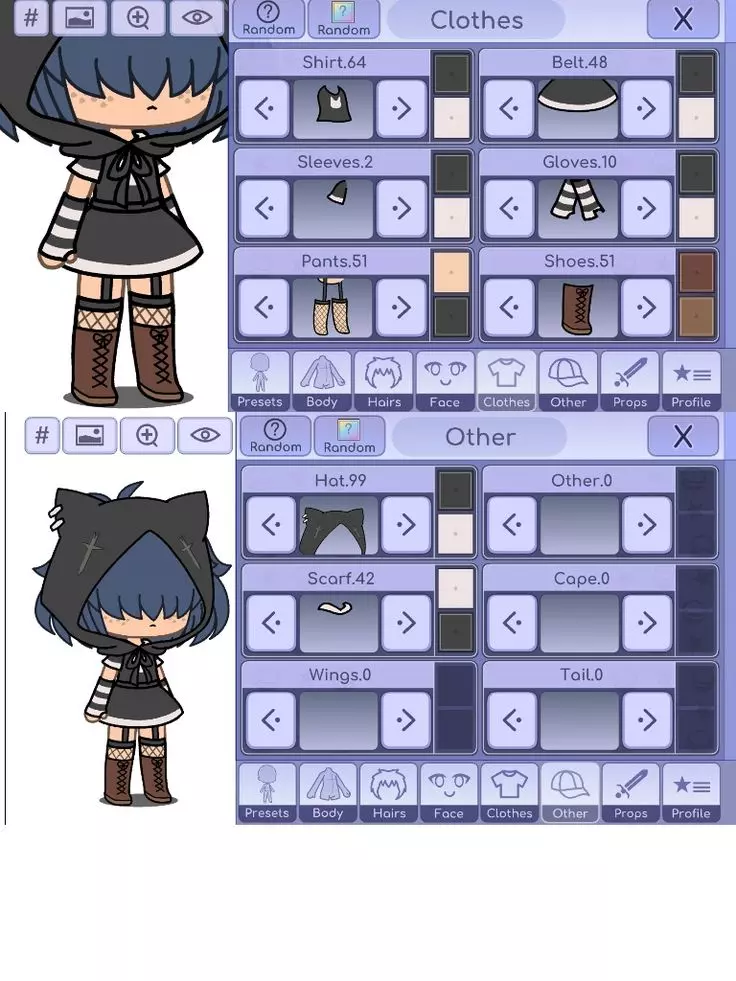 #
Random
Random
Clothes
X
Shirt.64
Belt.48
Sleeves.2
Gloves.10
Pants.51
Shoes.51
Presets
Body
Hairs
Face
Clothes
Other
Props
Profile
#
Random
Random
Other
X
Hat.99
Other.0
Scarf.42
Cape.0
Wings.0
Tail.0
Presets
Body
Hairs
Face
Clothes
Other
Props
Profile